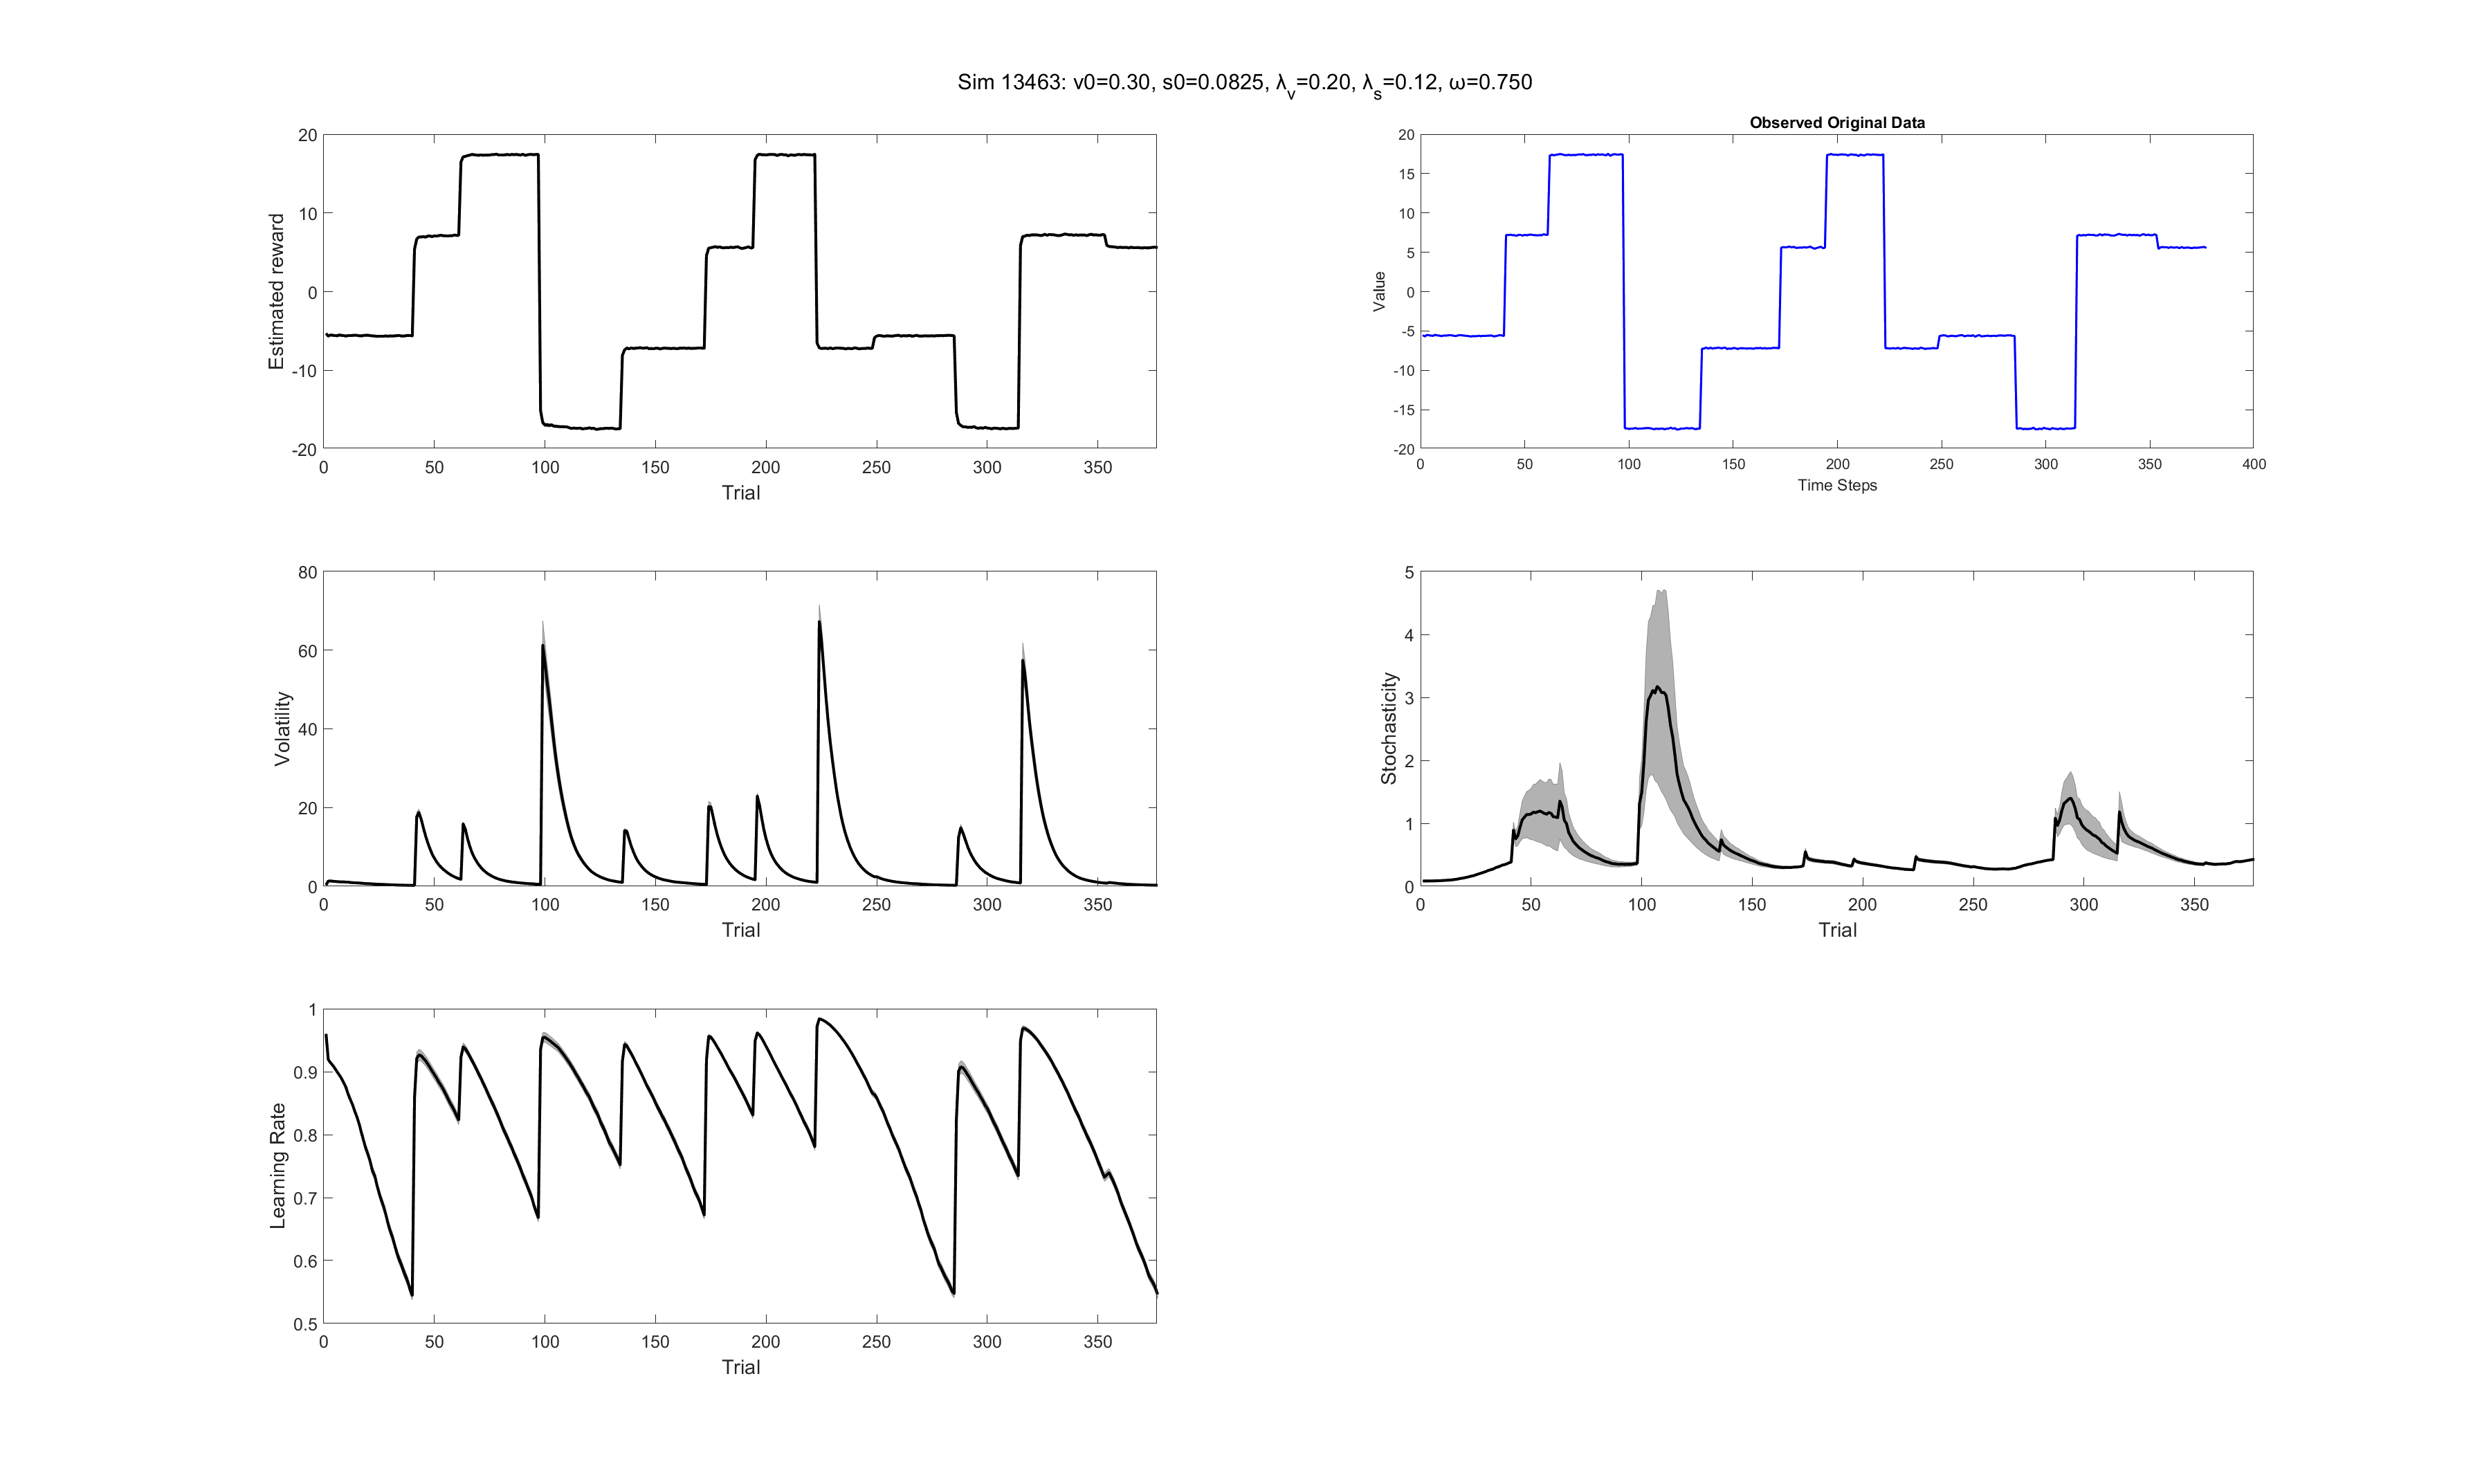 Sim 13463: v0=0.30, s0=0.0825, λv=0.20, λs=0.12, ω=0.750
20
10
0
-10
-20
Estimated reward
0 50 100 150 200 250 300 350
Trial
Observed Original Data
20
15
10
5
0
-5
-10
-15
-20
Value
0 50 100 150 200 250 300 350 400
Time Steps
80
60
40
20
0
Volatility
0 50 100 150 200 250 300 350
Trial
5
4
3
2
1
0
Stochasticity
0 50 100 150 200 250 300 350
Trial
1
0.9
0.8
0.7
0.6
0.5
Learning Rate
0 50 100 150 200 250 300 350
Trial